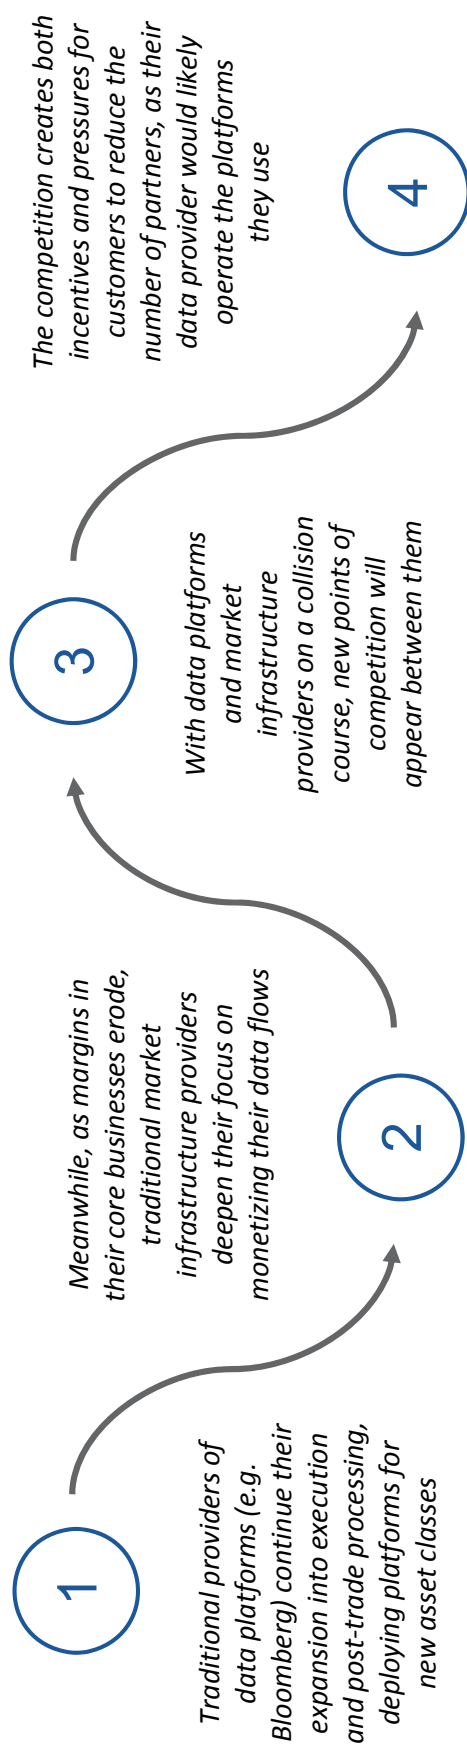 1
Traditional providers of
data platforms (e.g.
Bloomberg) continue their
expansion into execution
and post-trade processing,
deploying platforms for
new asset classes
2
Meanwhile, as margins in
their core businesses erode,
traditional market
infrastructure providers
deepen their focus on
monetizing their data flows
3
With data platforms
and market
infrastructure
providers on a collision
course, new points of
competition will
appear between them
4
The competition creates both
incentives and pressures for
customers to reduce the
number of partners, as their
data provider would likely
operate the platforms
they use